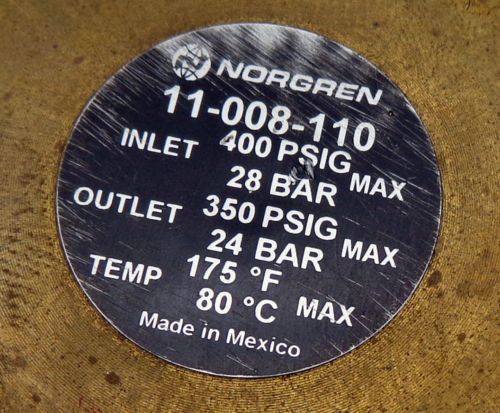 NORGREN
11-008-110
INLET 400 PSIG
28 BAR MAX
OUTLET 350 PSIG
24 BAR MAX
TEMP 175 °F
80 °C MAX
Made in Mexico